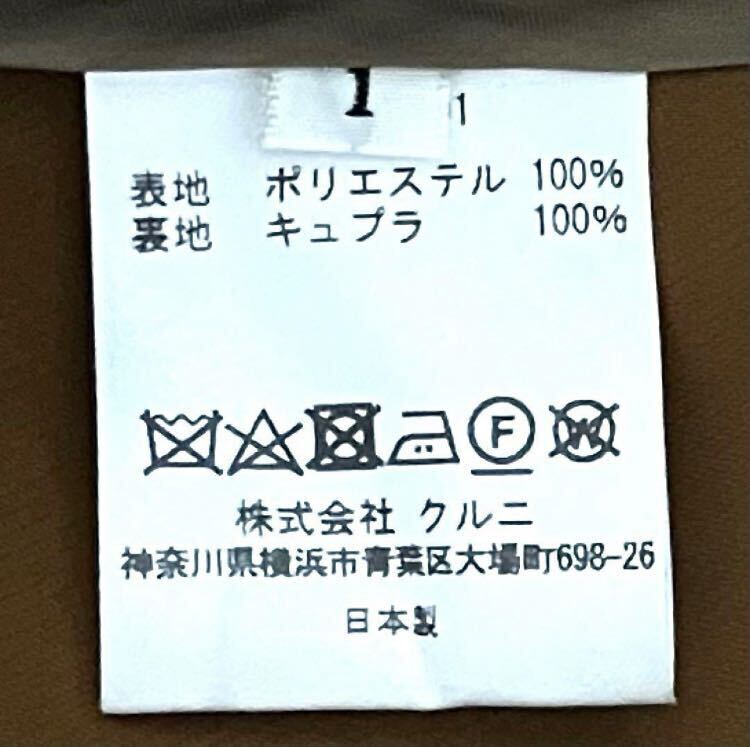 1
1
表地 ポリエステル 100%
裏地 キュプラ 100%
F W
株式会社 クルニ
神奈川県横浜市青葉区大場町698-26
日本製